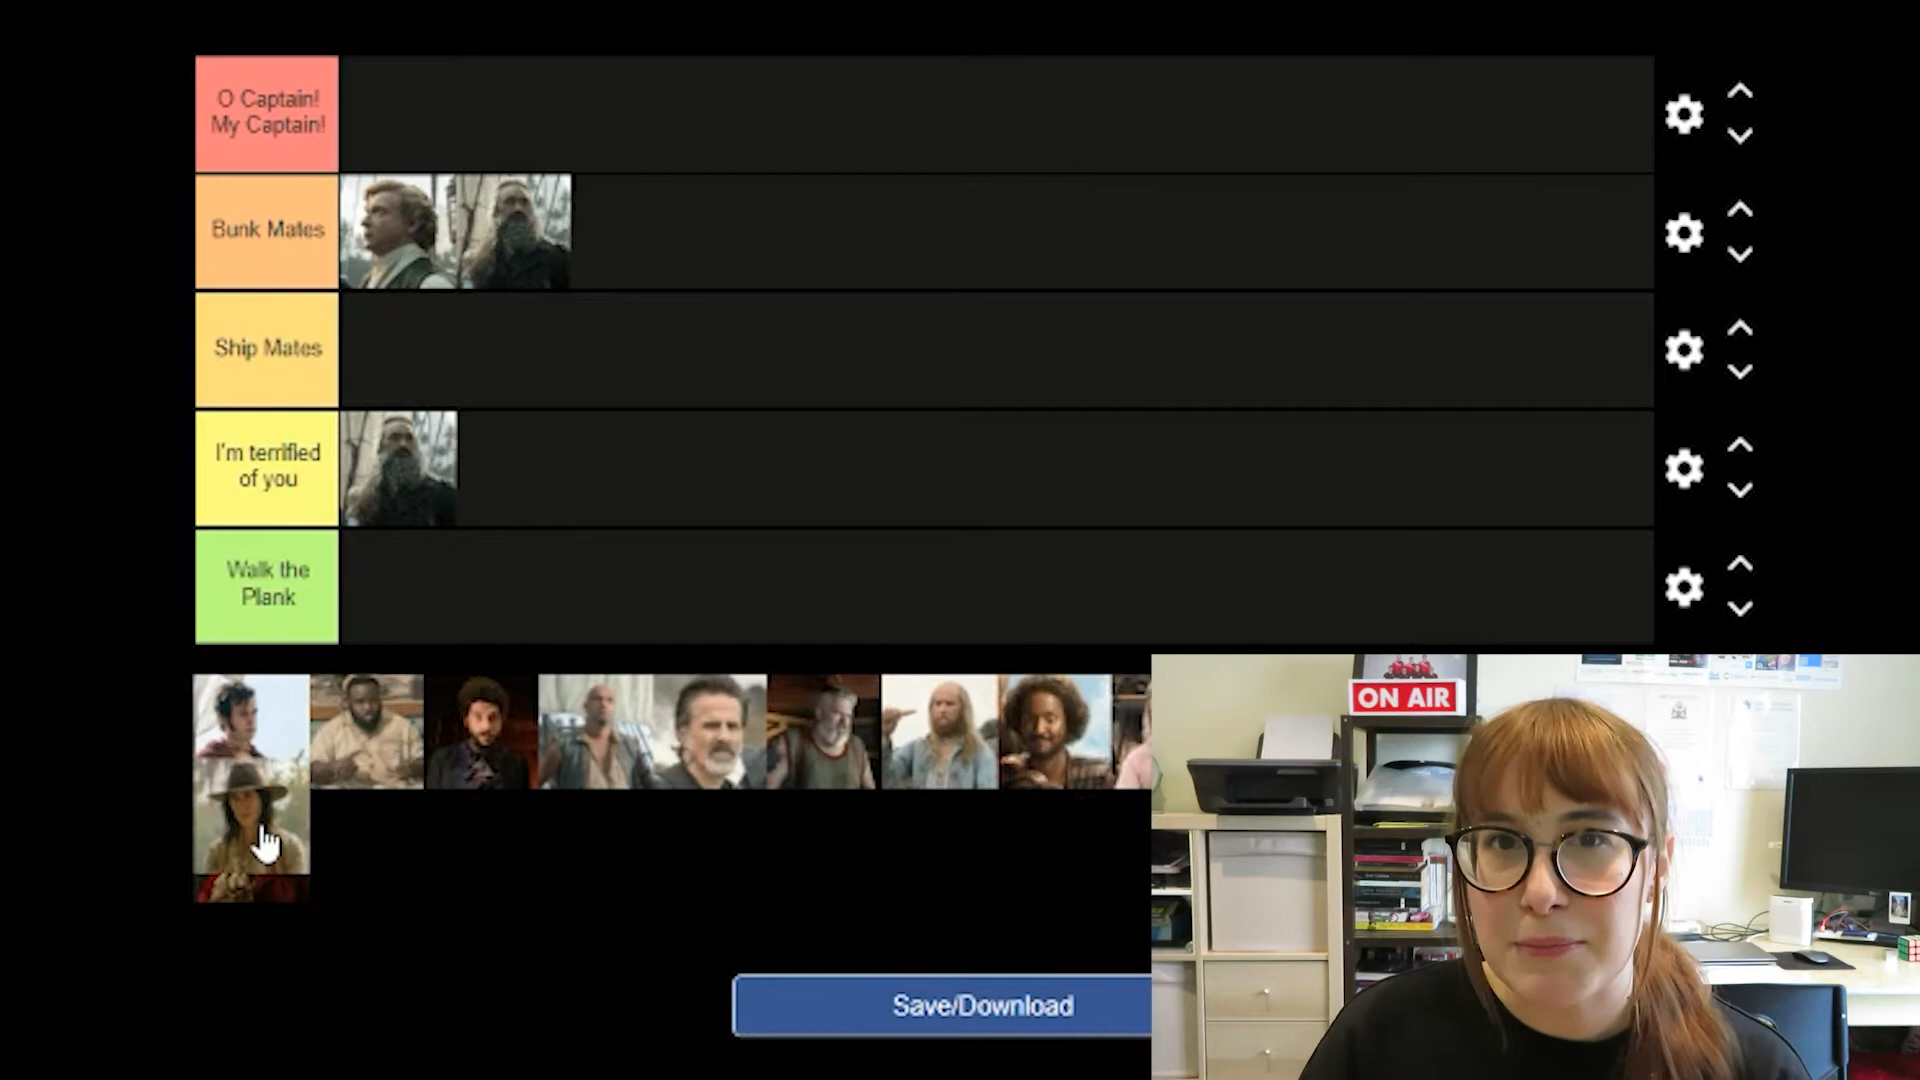 O Captain!
My Captain!
Bunk Mates
Ship Mates
I'm terrified
of you
Walk the
Plank
ON AIR
Save/Download